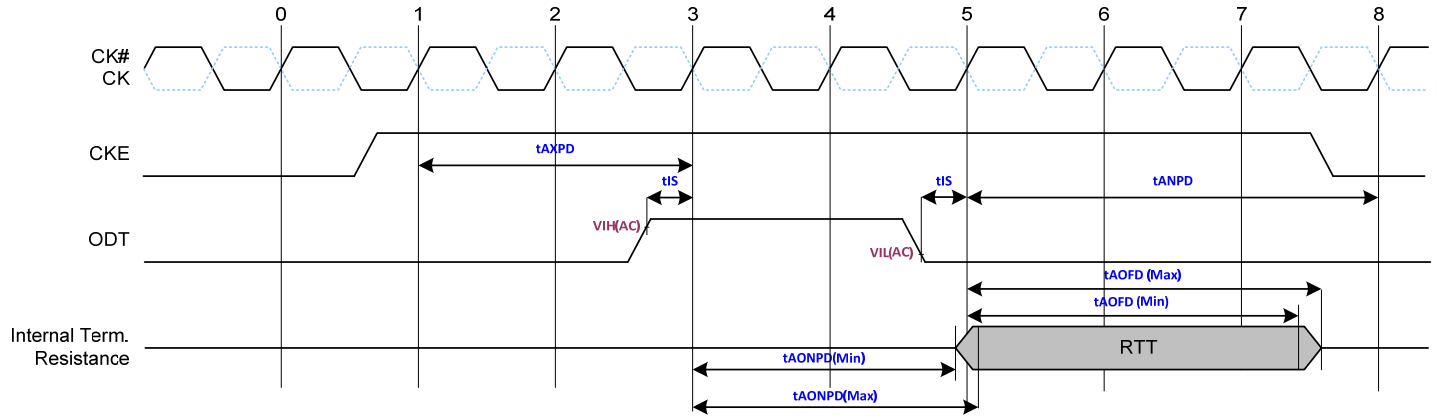 0 1 2 3 4 5 6 7 8
CK#
CK
CKE
tAXPD
tIS
tIS
tANPD
VIH(AC)
ODT
VIL(AC)
tAOFD (Max)
tAOFD (Min)
Internal Term.
Resistance
RTT
tAONPD(Min)
tAONPD(Max)